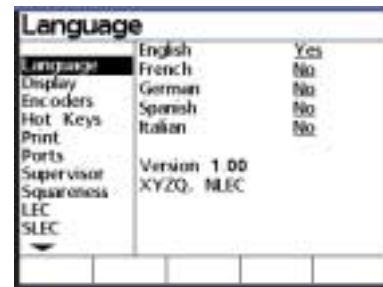 Language
Language
Display
Encoders
Hot Keys
Print
Ports
Supervisor
Squareness
LEC
SLEC
English Yes
French No
German No
Spanish No
Italian No
Version 1.00
XYZQ. NLEC